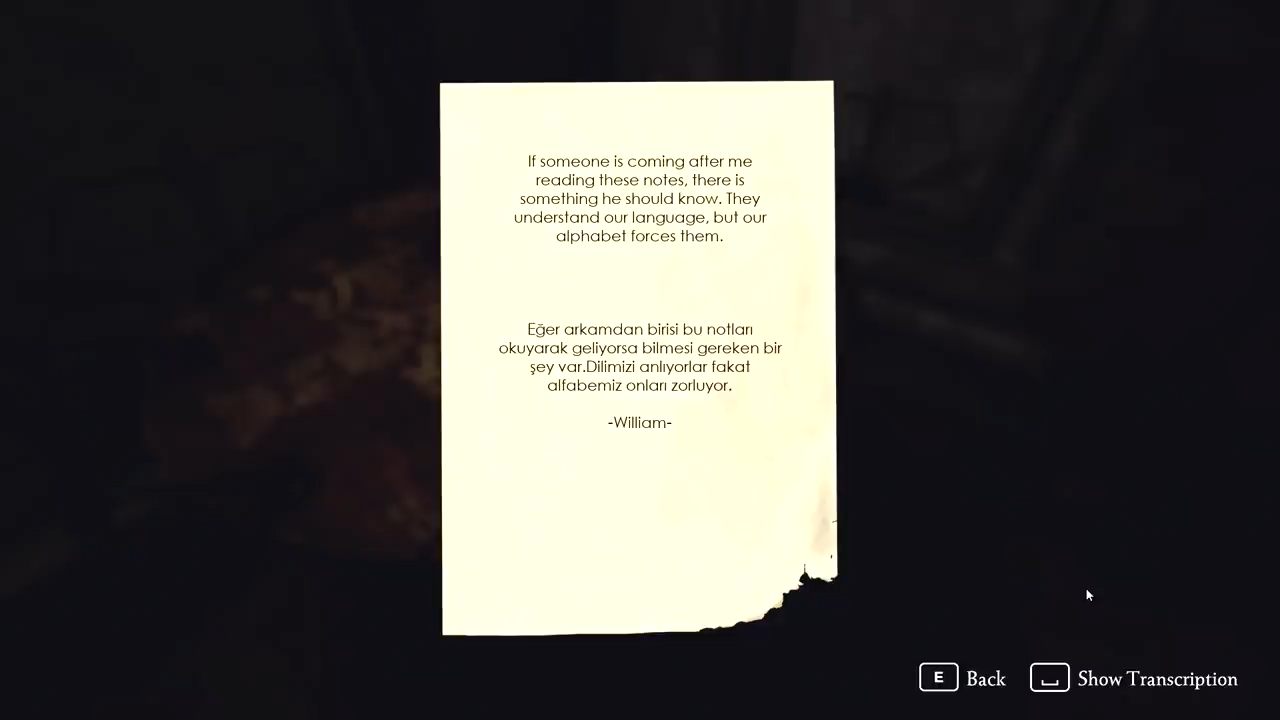 If someone is coming after me
reading these notes, there is
something he should know. They
understand our language, but our
alphabet forces them.
Eğer arkamdan birisi bu notları
okuyarak geliyorsa bilmesi gereken bir
şey var.Dilimizi anlıyorlar fakat
alfabemiz onları zorluyor.
-William-
E Back Show Transcription